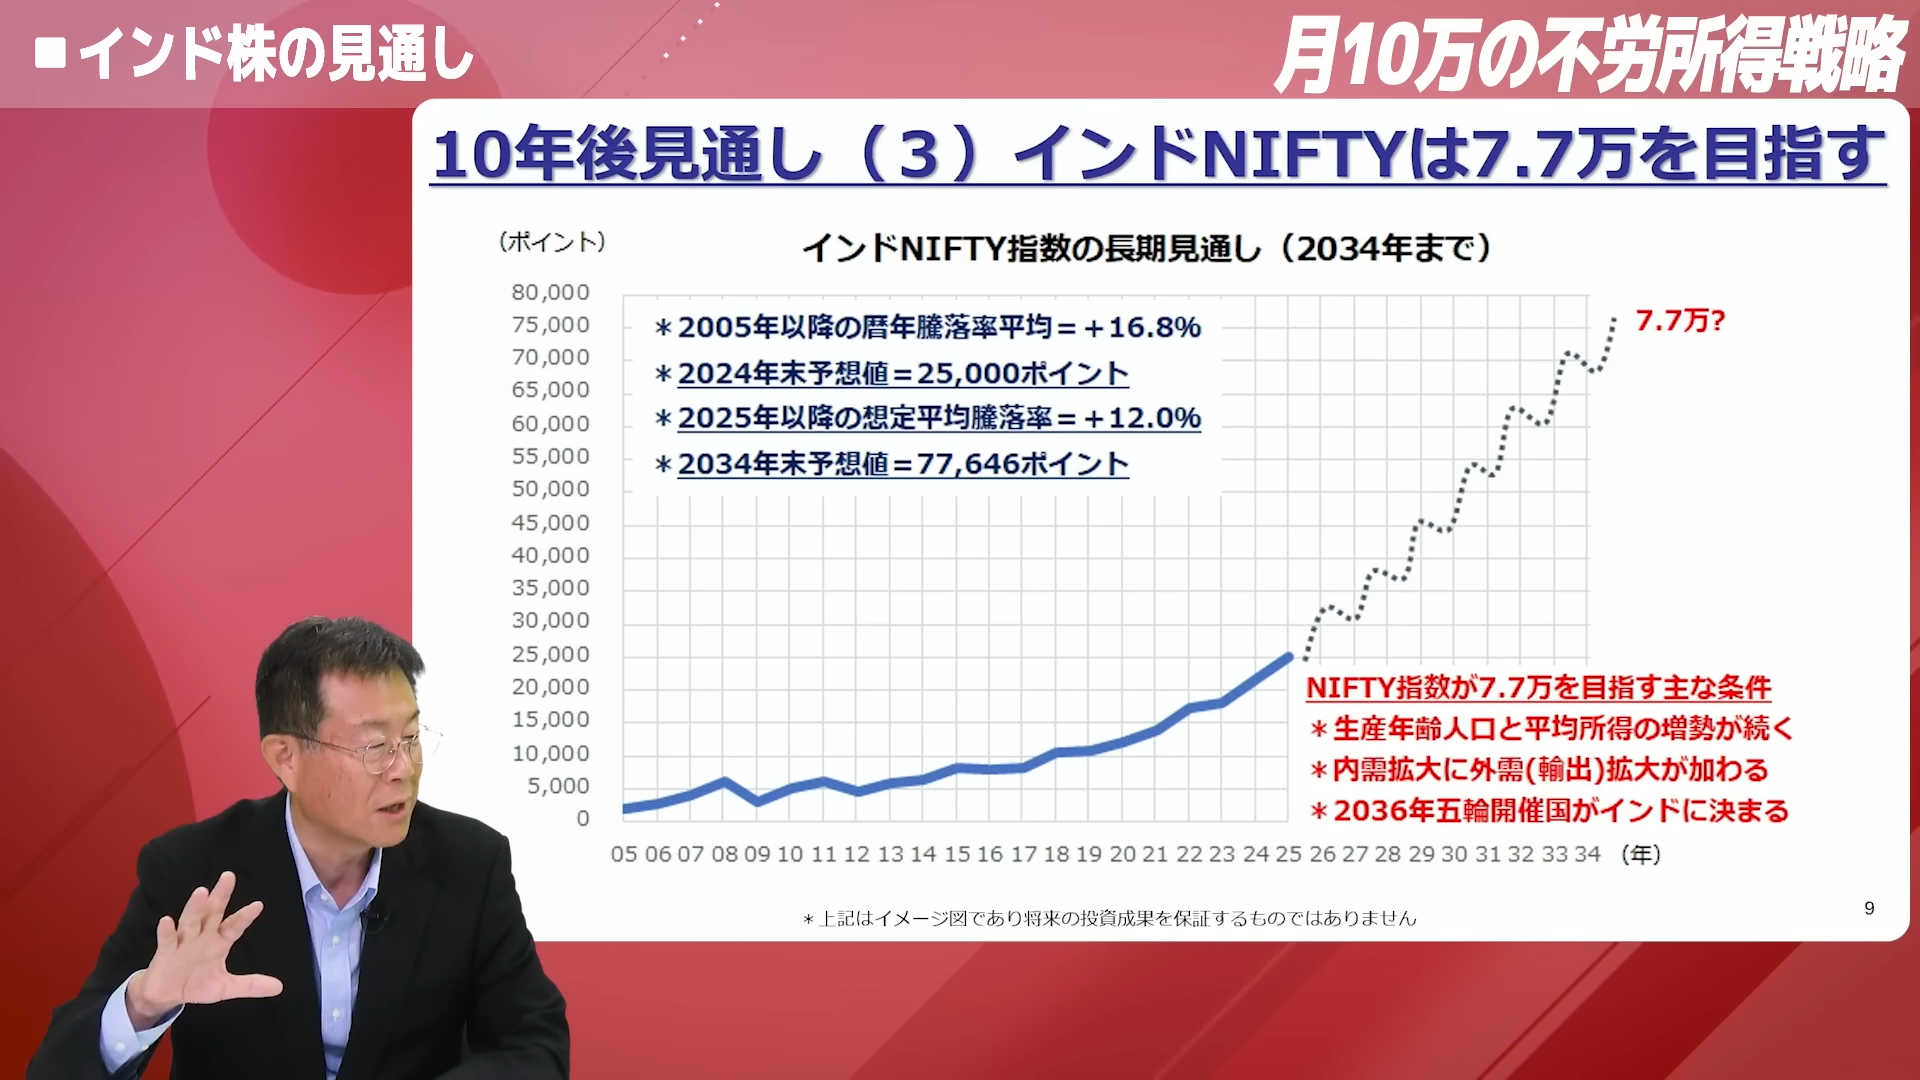 ■インド株の見通し
月10万の不労所得戦略
10年後見通し（３）インドNIFTYは7.7万を目指す
（ポイント）
インドNIFTY指数の長期見通し（2034年まで）
80,000
75,000
70,000
65,000
60,000
55,000
50,000
45,000
40,000
35,000
30,000
25,000
20,000
15,000
10,000
5,000
0
＊2005年以降の暦年騰落率平均＝＋16.8%
＊2024年末予想値＝25,000ポイント
＊2025年以降の想定平均騰落率＝＋12.0%
＊2034年末予想値＝77,646ポイント
7.7万?
NIFTY指数が7.7万を目指す主な条件
＊生産年齢人口と平均所得の増勢が続く
＊内需拡大に外需(輸出)拡大が加わる
＊2036年五輪開催国がインドに決まる
05 06 07 08 09 10 11 12 13 14 15 16 17 18 19 20 21 22 23 24 25 26 27 28 29 30 31 32 33 34 （年）
＊上記はイメージ図であり将来の投資成果を保証するものではありません
9